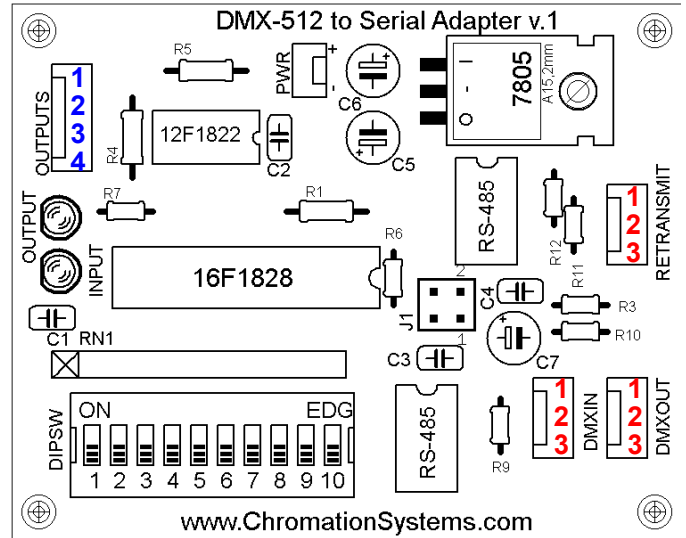 DMX-512 to Serial Adapter v.1
R5
PWR
+
-
C6
+
7805
I
-
O
A15,2mm
OUTPUTS
1
2
3
4
R4
12F1822
C2
C5
+
RS-485
R12
R11
RETRANSMIT
1
2
3
OUTPUT
INPUT
R7
R1
R6
16F1828
2
J1
1
C4
R3
R10
+
C7
C1
RN1
C3
DIPSW
ON
EDG
1 2 3 4 5 6 7 8 9 10
RS-485
R9
1
2
3
DMXIN
1
2
3
DMXOUT
www.ChromationSystems.com